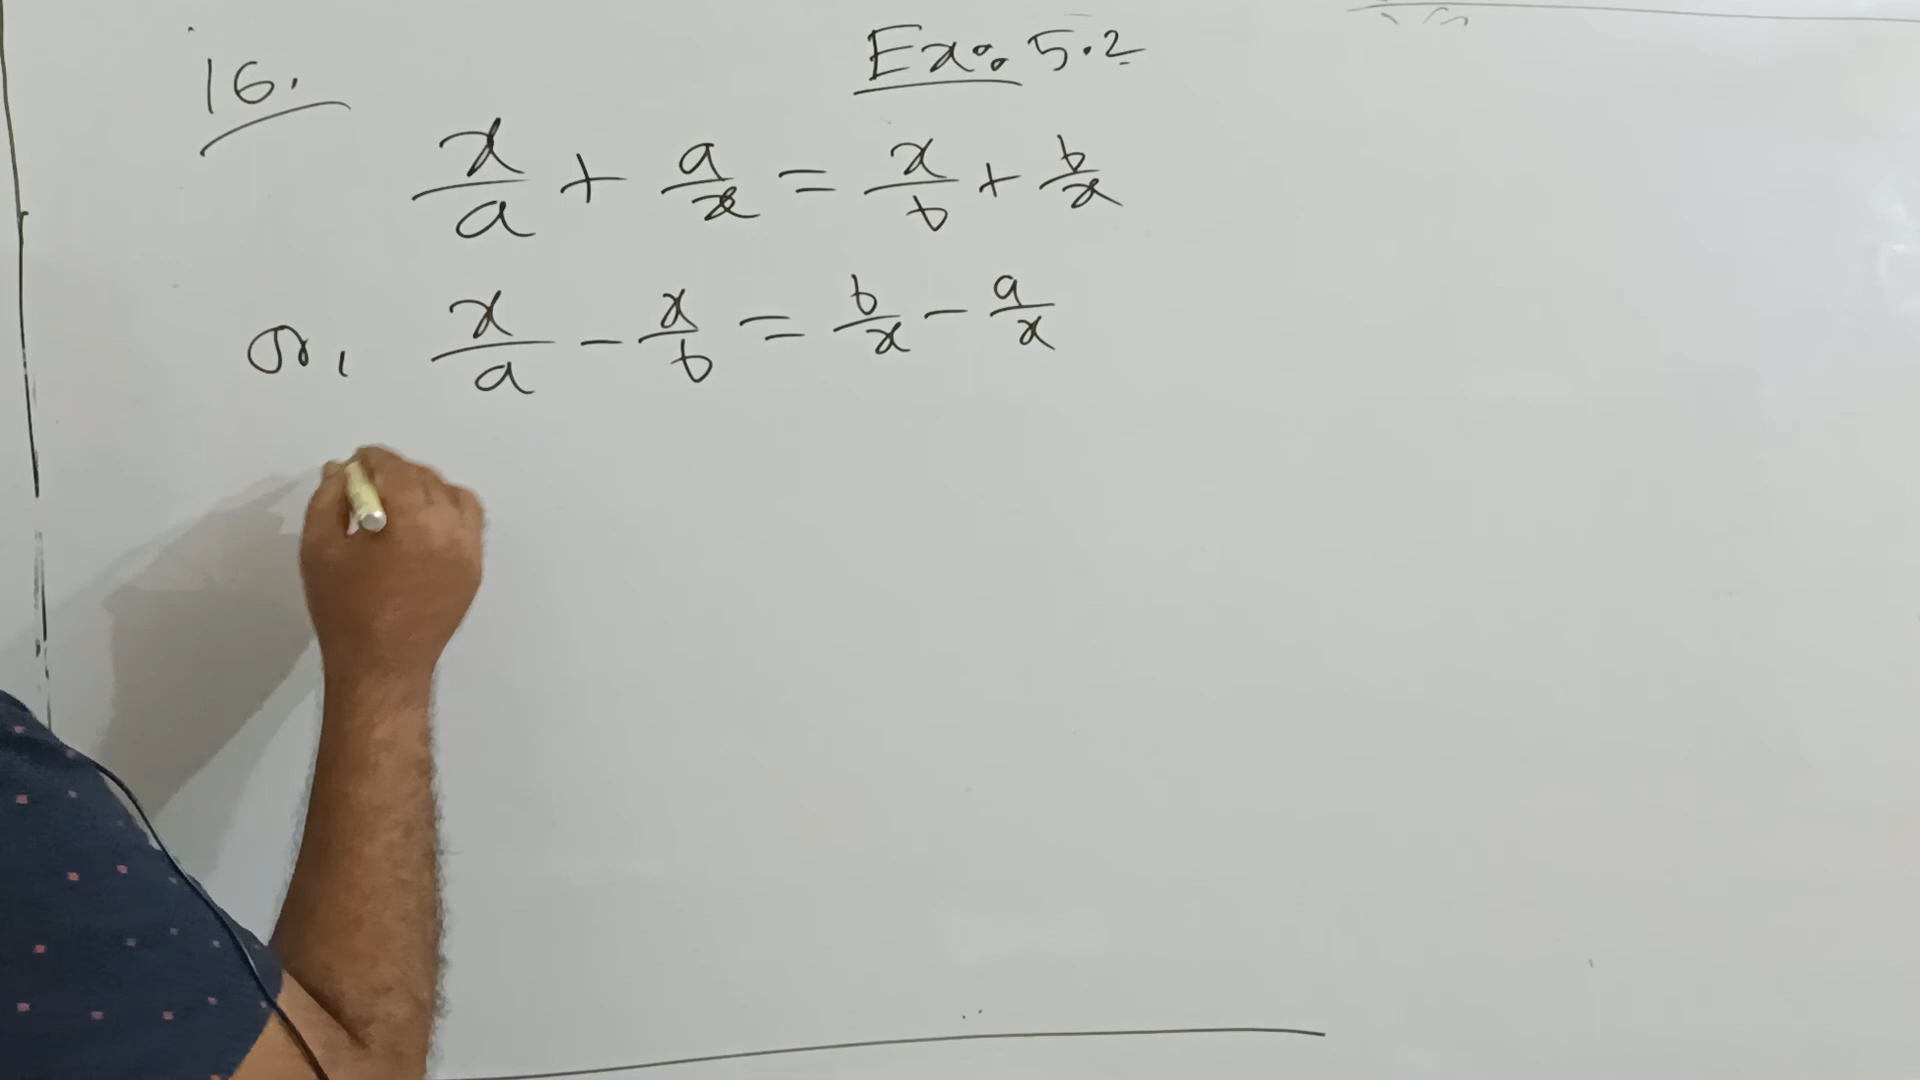 Ex: 5.2
16.
x/a + a/x = x/b + b/x
or, x/a - x/b = b/x - a/x